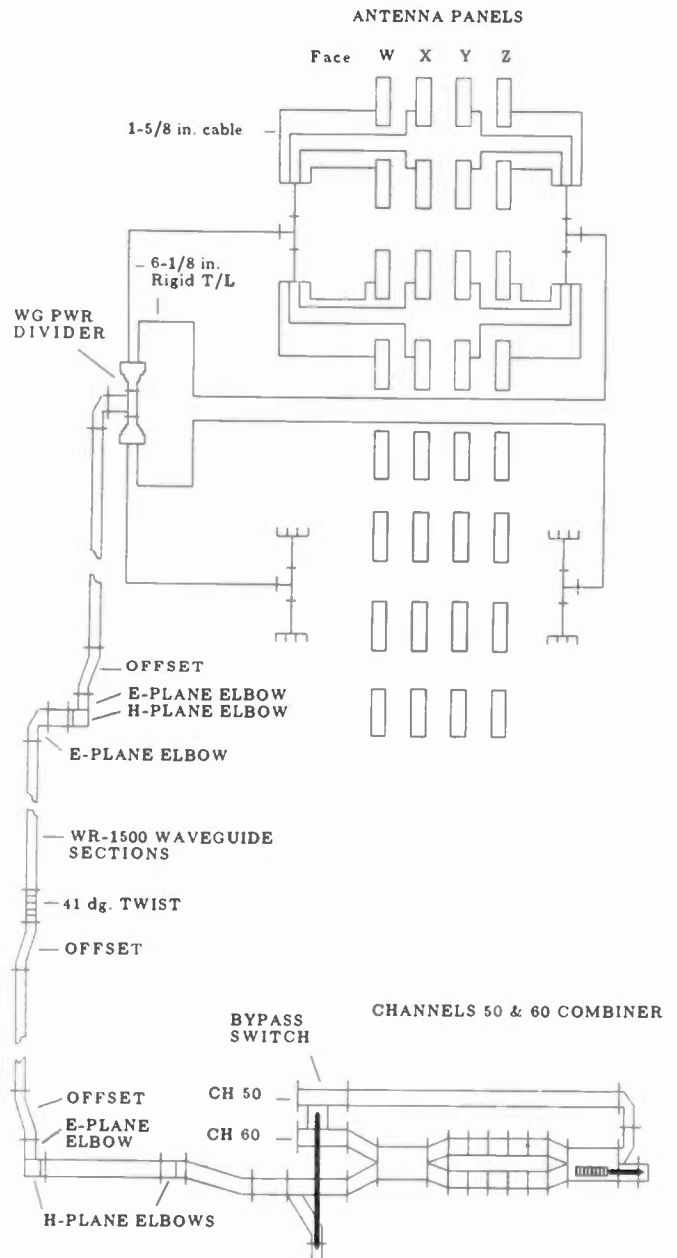 ANTENNA PANELS
Face W X Y Z
1-5/8 in. cable
6-1/8 in.
Rigid T/L
WG PWR
DIVIDER
OFFSET
E-PLANE ELBOW
H-PLANE ELBOW
E-PLANE ELBOW
WR-1500 WAVEGUIDE
SECTIONS
41 dg. TWIST
OFFSET
CHANNELS 50 & 60 COMBINER
BYPASS
SWITCH
OFFSET
CH 50
E-PLANE
ELBOW
CH 60
H-PLANE ELBOWS